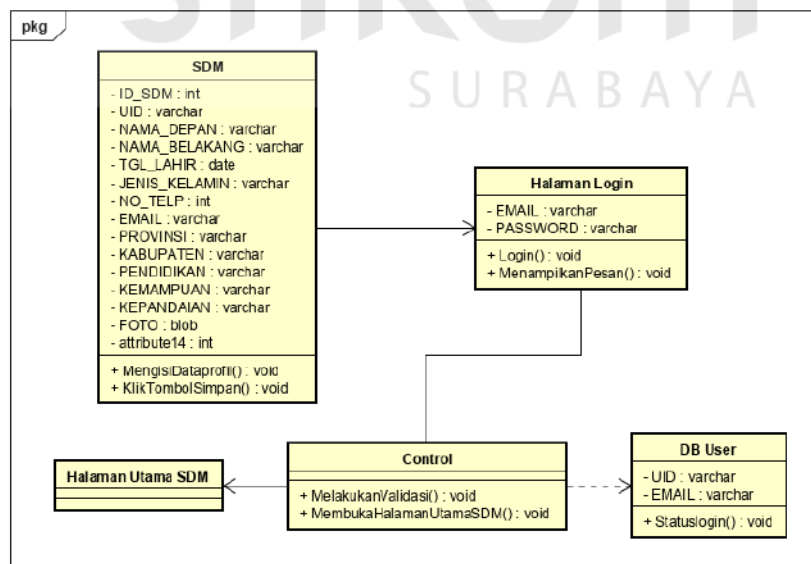 SURABAYA
pkg
SDM
- ID_SDM : int
- UID : varchar
- NAMA_DEPAN : varchar
- NAMA_BELAKANG : varchar
- TGL_LAHIR : date
- JENIS_KELAMIN : varchar
- NO_TELP : int
- EMAIL : varchar
- PROVINSI : varchar
- KABUPATEN : varchar
- PENDIDIKAN : varchar
- KEMAMPUAN : varchar
- KEPANDAIAN : varchar
- FOTO : blob
- attribute14 : int
+ MengisiDataprofil() : void
+ KlikTombolSimpan() : void
Halaman Login
- EMAIL : varchar
- PASSWORD : varchar
+ Login() : void
+ MenampilkanPesan() : void
Halaman Utama SDM
Control
+ MelakukanValidasi() : void
+ MembukaHalamanUtamaSDM() : void
DB User
- UID : varchar
- EMAIL : varchar
+ Statuslogin() : void